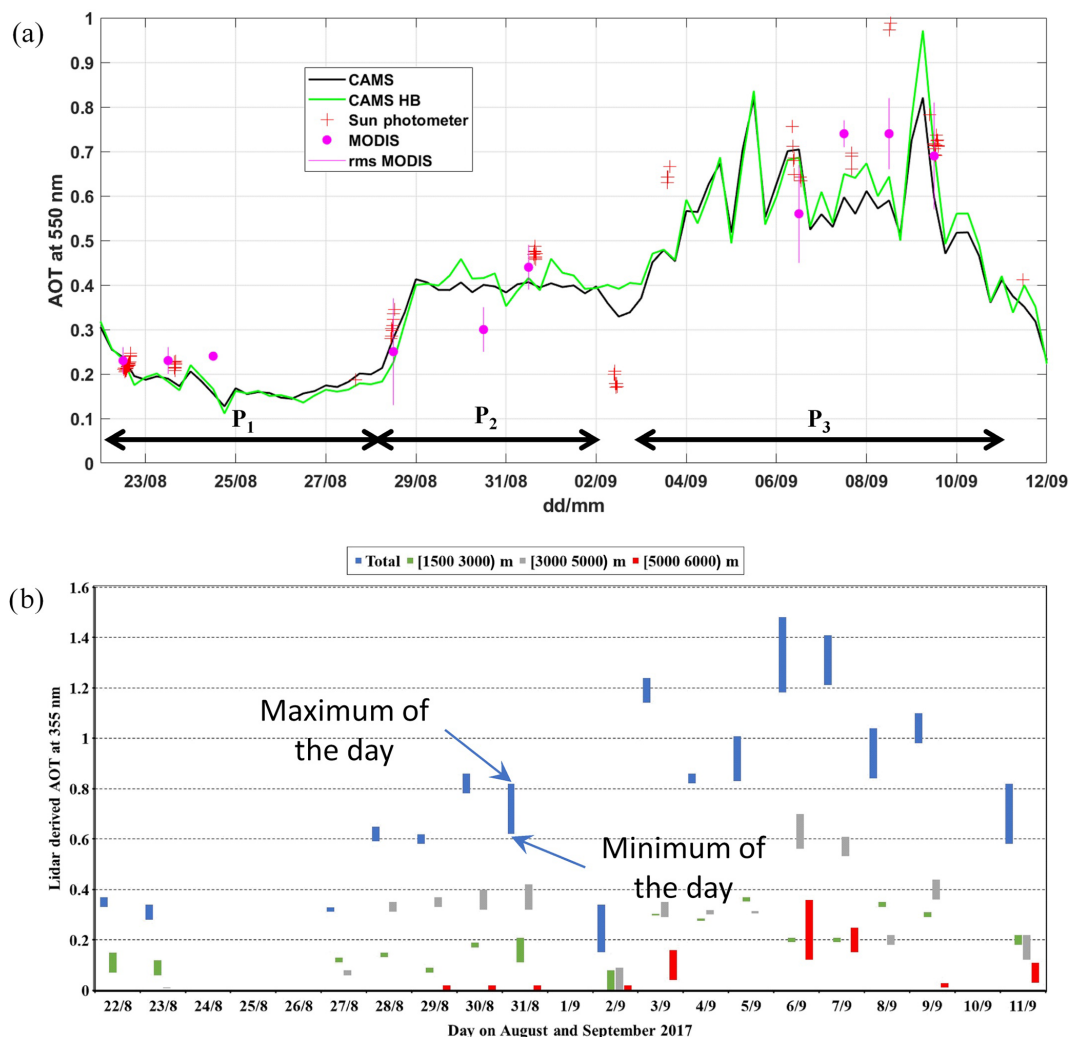 (a)
1
0.9
0.8
0.7
0.6
0.5
0.4
0.3
0.2
0.1
0
AOT at 550 nm
CAMS
CAMS HB
Sun photometer
MODIS
rms MODIS
P1
P2
P3
23/08 25/08 27/08 29/08 31/08 02/09 04/09 06/09 08/09 10/09 12/09
dd/mm
Total [1500 3000) m [3000 5000) m [5000 6000) m
(b)
1.6
1.4
1.2
1
0.8
0.6
0.4
0.2
0
Lidar derived AOT at 355 nm
Maximum of
the day
Minimum of
the day
22/8 23/8 24/8 25/8 26/8 27/8 28/8 29/8 30/8 31/8 1/9 2/9 3/9 4/9 5/9 6/9 7/9 8/9 9/9 11/9
Day on August and September 2017